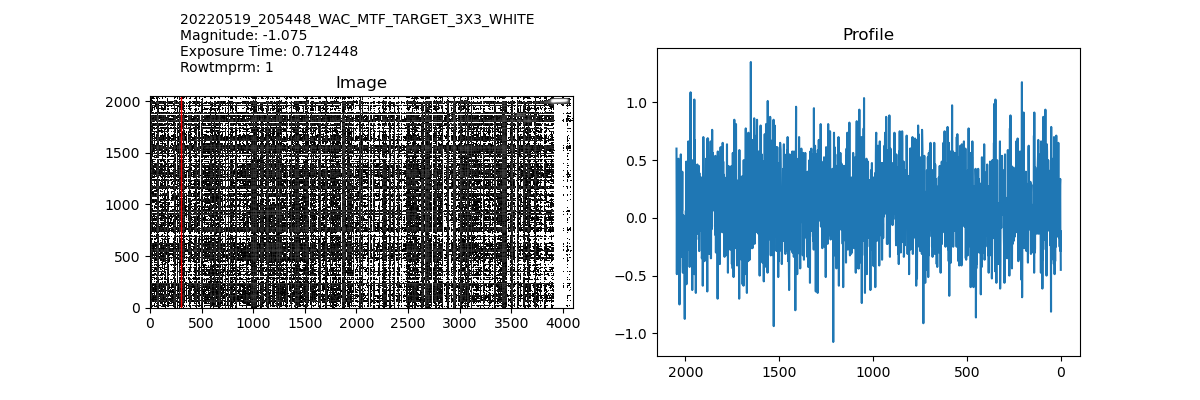 20220519_205448_WAC_MTF_TARGET_3X3_WHITE
Magnitude: -1.075
Exposure Time: 0.712448
Rowtmprm: 1
Image
2000
1500
1000
500
0
0 500 1000 1500 2000 2500 3000 3500 4000
Profile
1.0
0.5
0.0
−0.5
−1.0
2000 1500 1000 500 0